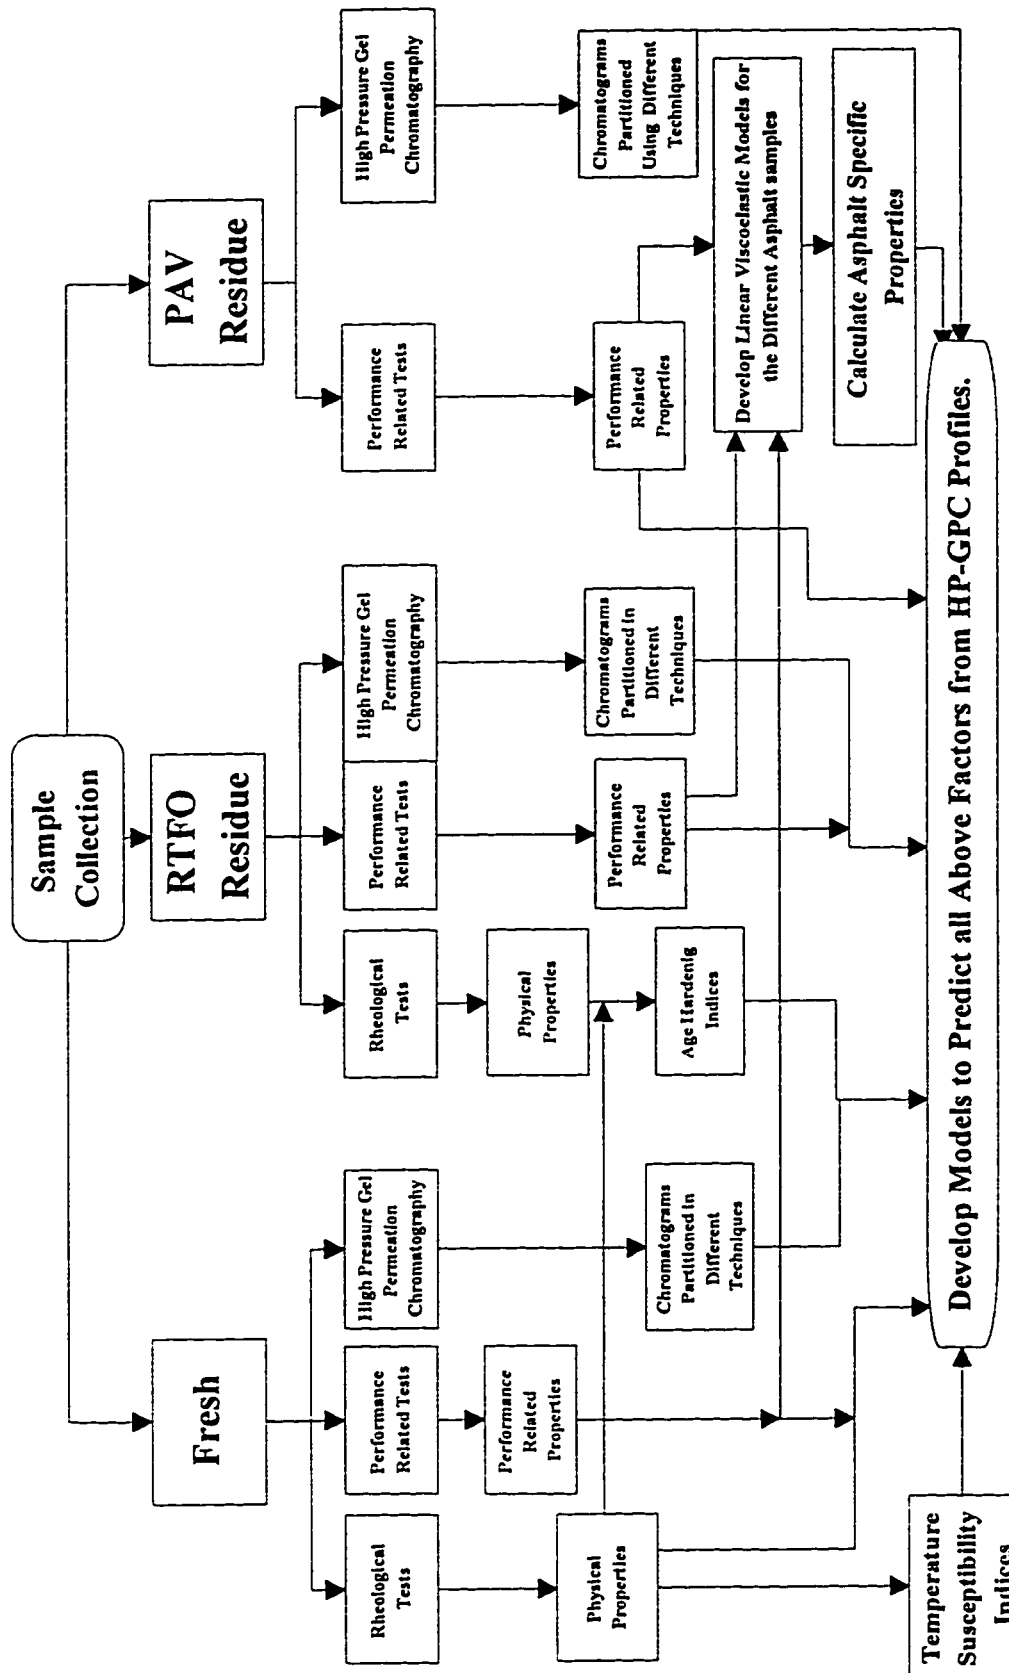 Sample
Collection
Fresh
RTFO
Residue
PAV
Residue
Rheological
Tests
Performance
Related Tests
High Pressure Gel
Permeation
Chromatography
Rheological
Tests
Performance
Related Tests
High Pressure Gel
Permeation
Chromatography
Performance
Related Tests
High Pressure Gel
Permeation
Chromatography
Physical
Properties
Performance
Related
Properties
Chromatograms
Partitioned in
Different
Techniques
Physical
Properties
Age Hardenig
Indices
Performance
Related
Properties
Chromatograms
Partitioned in
Different
Techniques
Performance
Related
Properties
Chromatograms
Partitioned
Using Different
Techniques
Develop Linear Viscoelastic Models for
the Different Asphalt samples
Calculate Asphalt Specific
Properties
Temperature
Susceptibility
Indices
Develop Models to Predict all Above Factors from HP-GPC Profiles.